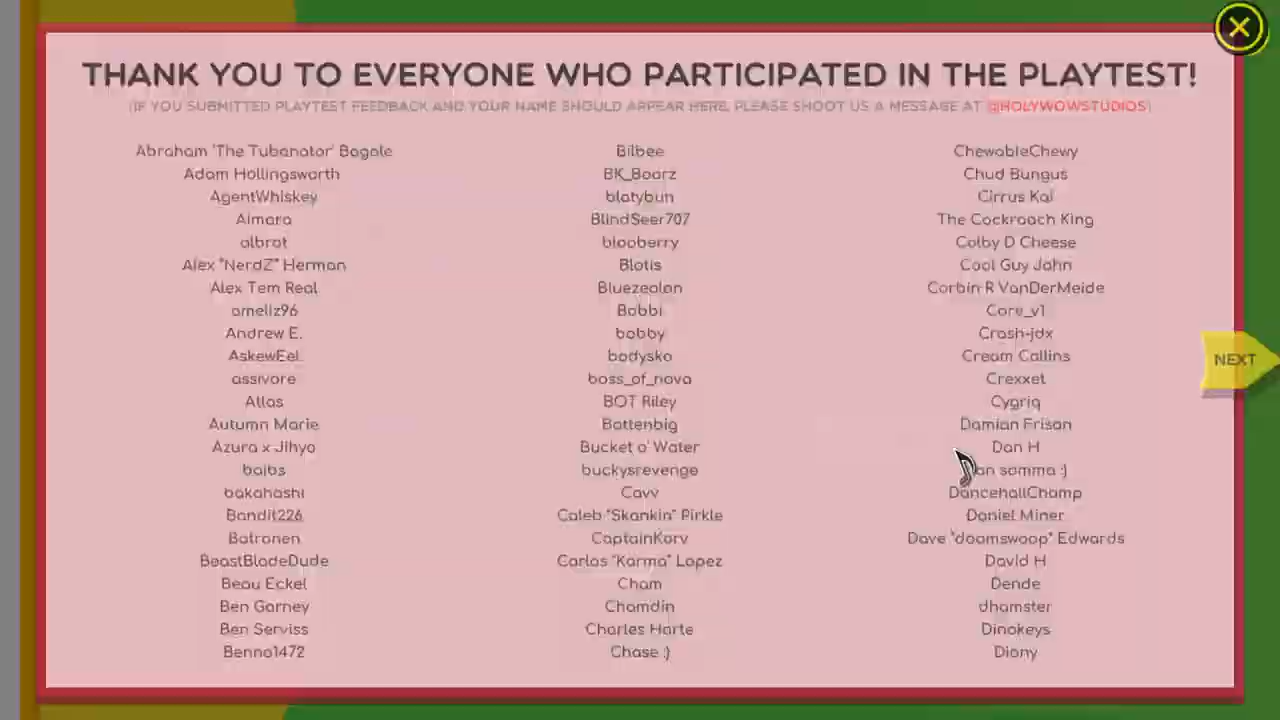 THANK YOU TO EVERYONE WHO PARTICIPATED IN THE PLAYTEST!
(IF YOU SUBMITTED PLAYTEST FEEDBACK AND YOUR NAME SHOULD APPEAR HERE, PLEASE SHOOT US A MESSAGE AT @HOLYWOWSTUDIOS)
Abraham 'The Tubanator' Bagale
Adam Hollingsworth
AgentWhiskey
Aimara
albrot
Alex "NerdZ" Herman
Alex Tem Real
ameliz96
Andrew E.
AskewEel
assivore
Atlas
Autumn Marie
Azura x Jihyo
baibs
bakahashi
Bandit226
Batronen
BeastBladeDude
Beau Eckel
Ben Garney
Ben Serviss
Benno1472
Bilbee
BK_Boarz
blatybun
BlindSeer707
blooberry
Blotis
Bluezealon
Bobbi
bobby
bodysko
boss_of_nova
BOT Riley
Bottenbig
Bucket o' Water
buckysrevenge
Cavv
Caleb "Skankin" Pirkle
CaptainKorv
Carlos "Karma" Lopez
Cham
Chamdin
Charles Harte
Chase :)
ChewableChewy
Chud Bungus
Cirrus Kai
The Cockroach King
Colby D Cheese
Cool Guy John
Corbin R VanDerMeide
Core_v1
Crash-jdx
Cream Collins
Crexxet
Cygriq
Damian Frison
Dan H
samma :)
DancehallChamp
Daniel Miner
Dave "doomswoop" Edwards
David H
Dende
dhamster
Dinokeys
Diony
NEXT